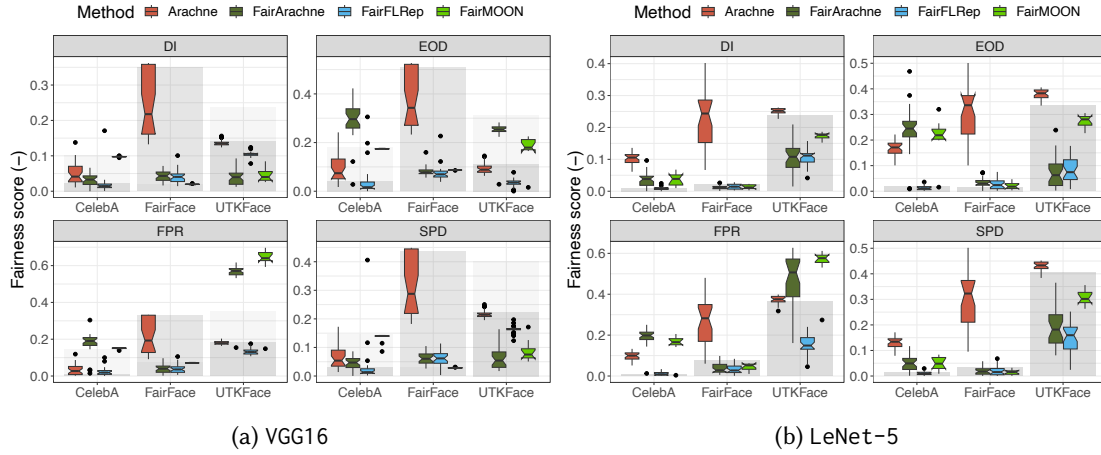 Method Arachne FairArachne FairFLRep FairMOON
DI EOD
0.3
0.2
0.1
0.0
0.4
0.2
0.0
CelebA FairFace UTKFace CelebA FairFace UTKFace
FPR SPD
0.6
0.4
0.2
0.0
0.4
0.3
0.2
0.1
0.0
CelebA FairFace UTKFace CelebA FairFace UTKFace
Fairness score (−)
(a) VGG16
Method Arachne FairArachne FairFLRep FairMOON
DI EOD
0.4
0.3
0.2
0.1
0.0
0.5
0.4
0.3
0.2
0.1
0.0
CelebA FairFace UTKFace CelebA FairFace UTKFace
FPR SPD
0.6
0.4
0.2
0.0
0.5
0.4
0.3
0.2
0.1
0.0
CelebA FairFace UTKFace CelebA FairFace UTKFace
Fairness score (−)
(b) LeNet-5